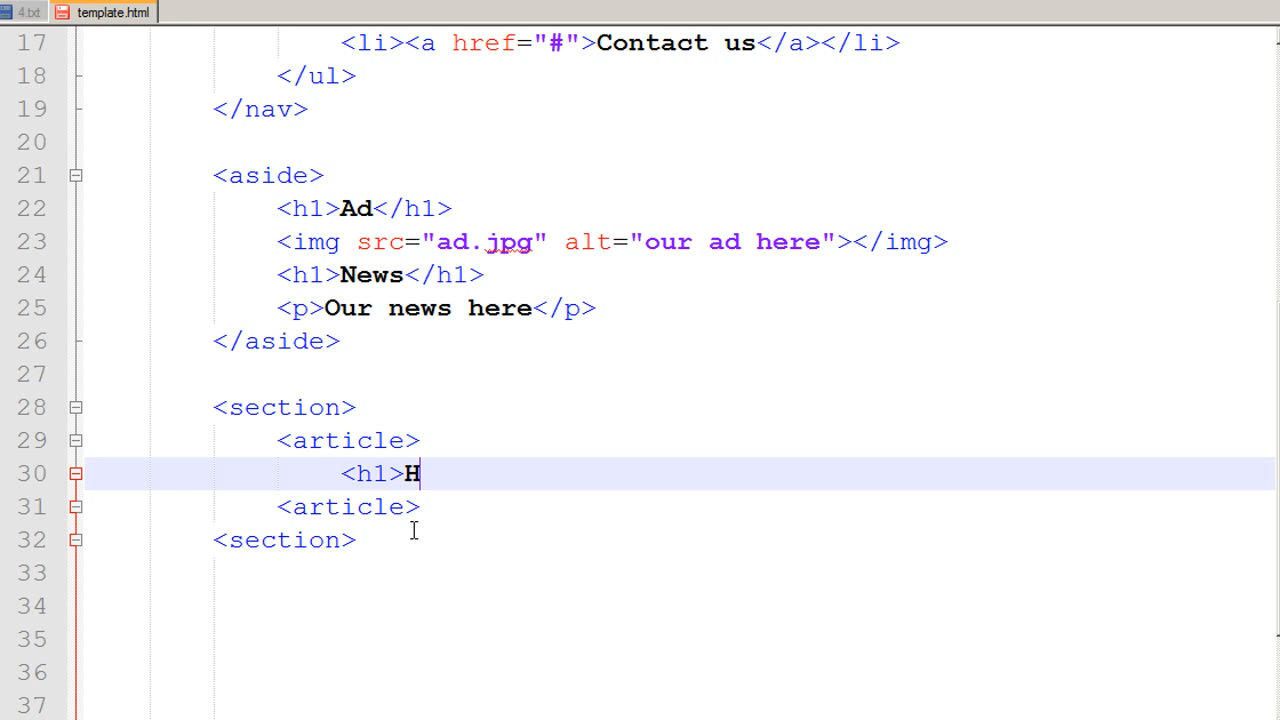 4.txt template.html
17 <li><a href="#">Contact us</a></li>
18 </ul>
19 </nav>
20
21 <aside>
22 <h1>Ad</h1>
23 <img src="ad.jpg" alt="our ad here"></img>
24 <h1>News</h1>
25 <p>Our news here</p>
26 </aside>
27
28 <section>
29 <article>
30 <h1>H
31 <article>
32 <section>
33
34
35
36
37